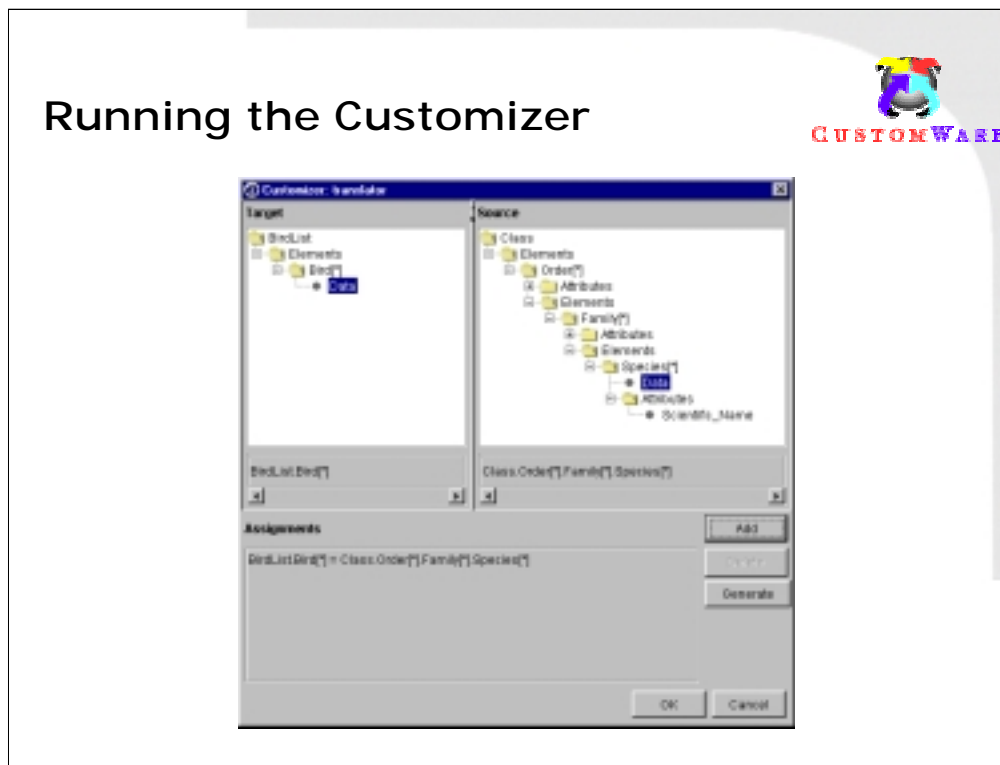 Running the Customizer
CUSTOMWARE
Customizer: translator
Target
Source
BirdList
Elements
Bird[*]
Data
Class
Elements
Order[*]
Attributes
Elements
Family[*]
Attributes
Elements
Species[*]
Data
Attributes
Scientific_Name
BirdList.Bird[*]
Class.Order[*].Family[*].Species[*]
Assignments
Add
BirdList.Bird[*] = Class.Order[*].Family[*].Species[*]
Delete
Generate
OK
Cancel